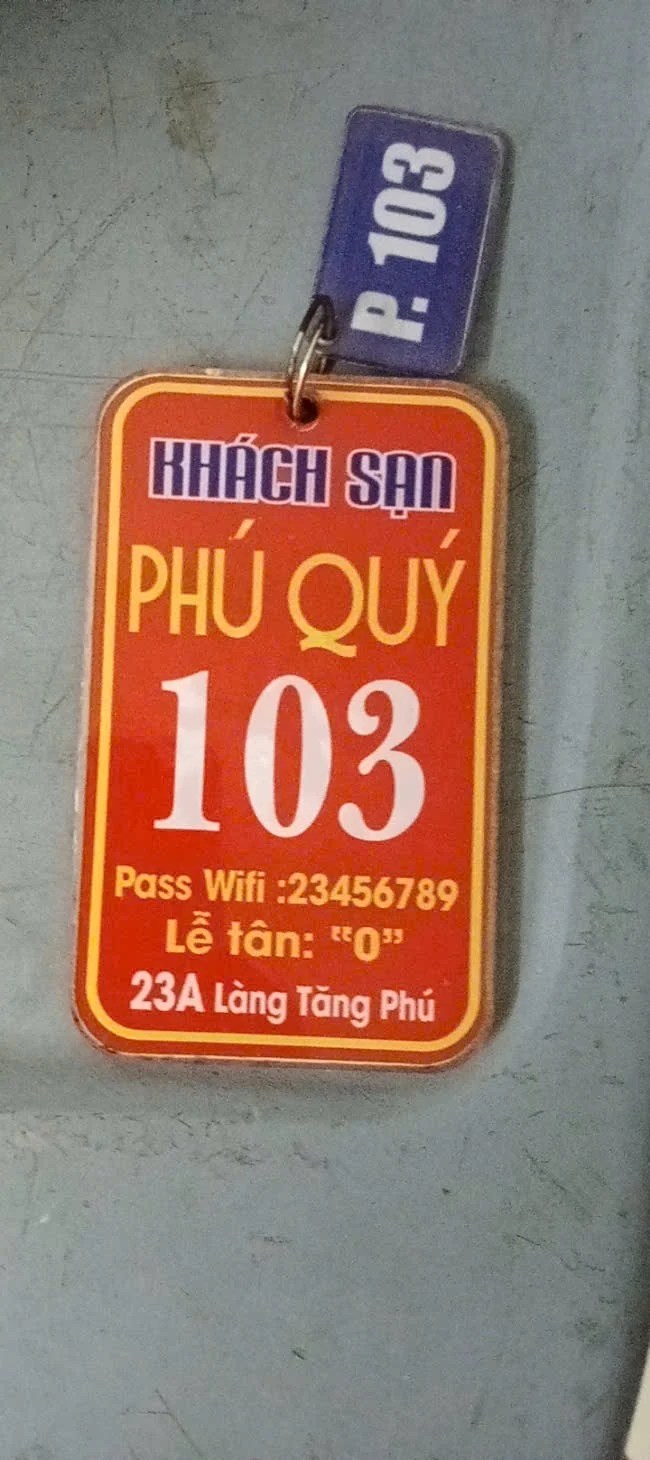 P. 103
KHÁCH SẠN
PHÚ QUÝ
103
Pass Wifi :23456789
Lễ tân: “0”
23A Làng Tăng Phú